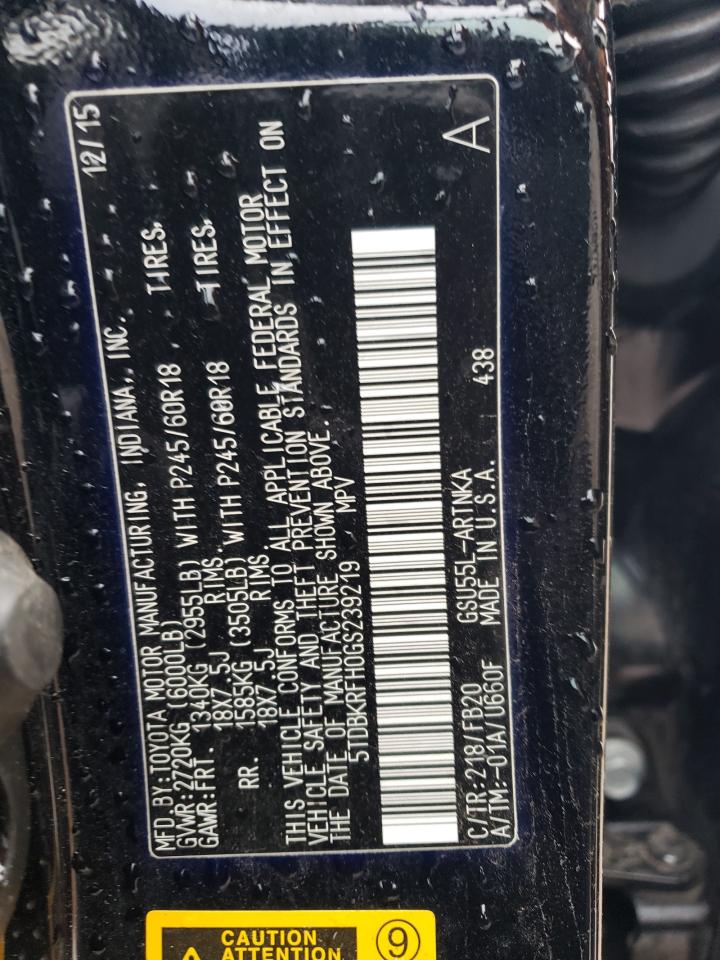 MFD.BY:TOYOTA MOTOR MANUFACTURING, INDIANA, INC. 12/15
GVWR:2720KG (6000LB)
GAWR:FRT. 1340KG (2955LB) WITH P245/60R18 TIRES,
18X7.5J RIMS.
RR. 1585KG (3505LB) WITH P245/60R18 TIRES,
18X7.5J RIMS
THIS VEHICLE CONFORMS TO ALL APPLICABLE FEDERAL MOTOR
VEHICLE SAFETY AND THEFT PREVENTION STANDARDS IN EFFECT ON
THE DATE OF MANUFACTURE SHOWN ABOVE.
5TDBKRFH0GS239219 MPV
C/TR:218/FB20 GSU55L-ARTNKA A
A/TM:-01A/U660F MADE IN U.S.A. 438
CAUTION
ATTENTION
9